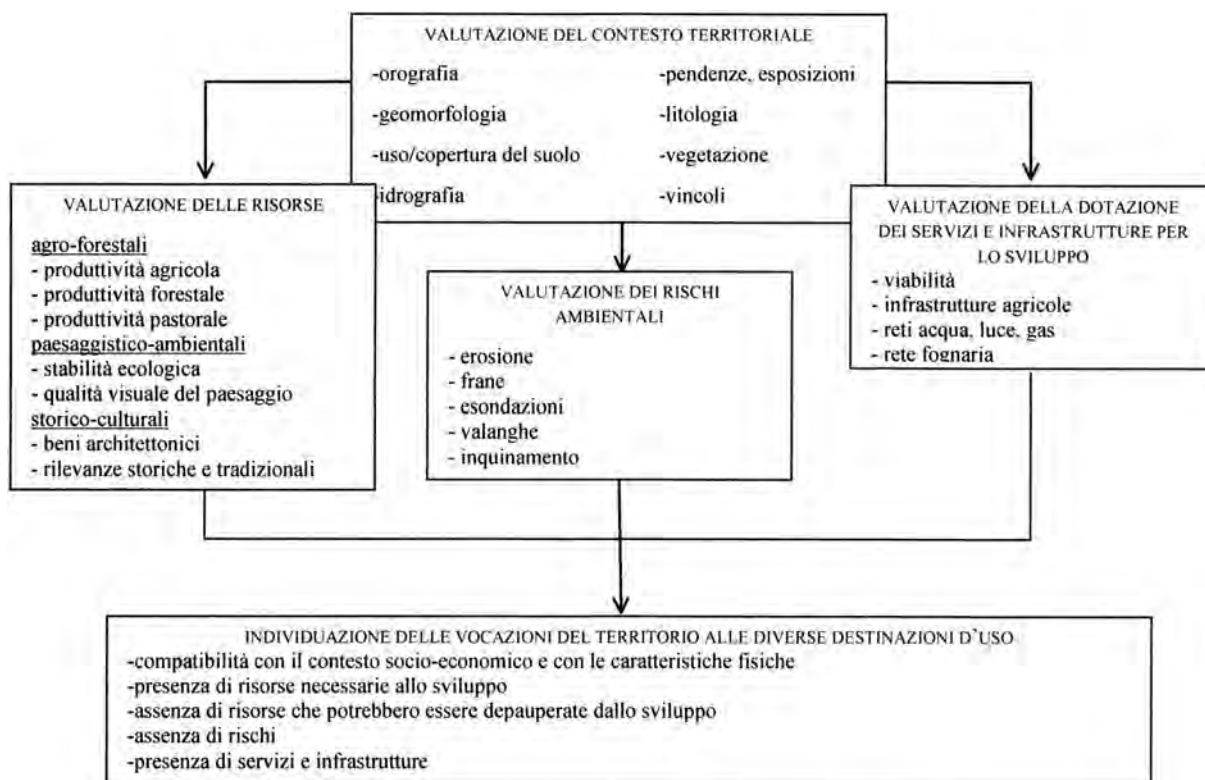 VALUTAZIONE DEL CONTESTO TERRITORIALE
-orografia
-pendenze, esposizioni
-geomorfologia
-litologia
-uso/copertura del suolo
-vegetazione
-idrografia
-vincoli
VALUTAZIONE DELLE RISORSE
agro-forestali
- produttività agricola
- produttività forestale
- produttività pastorale
paesaggistico-ambientali
- stabilità ecologica
- qualità visuale del paesaggio
storico-culturali
- beni architettonici
- rilevanze storiche e tradizionali
VALUTAZIONE DEI RISCHI
AMBIENTALI
- erosione
- frane
- esondazioni
- valanghe
- inquinamento
VALUTAZIONE DELLA DOTAZIONE
DEI SERVIZI E INFRASTRUTTURE PER
LO SVILUPPO
- viabilità
- infrastrutture agricole
- reti acqua, luce, gas
- rete fognaria
INDIVIDUAZIONE DELLE VOCAZIONI DEL TERRITORIO ALLE DIVERSE DESTINAZIONI D'USO
-compatibilità con il contesto socio-economico e con le caratteristiche fisiche
-presenza di risorse necessarie allo sviluppo
-assenza di risorse che potrebbero essere depauperate dallo sviluppo
-assenza di rischi
-presenza di servizi e infrastrutture